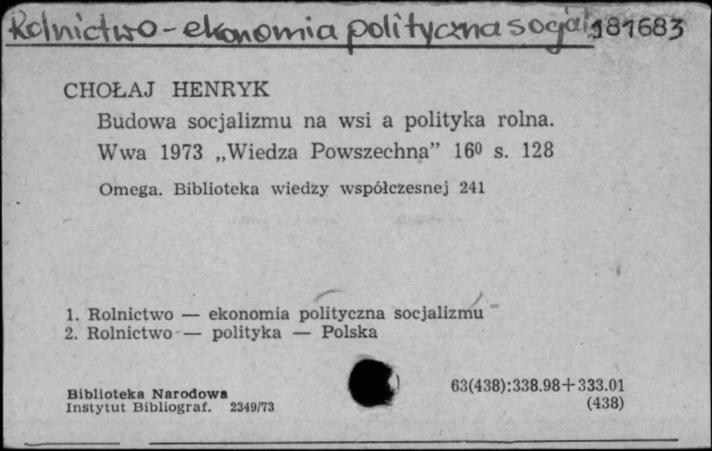 Rolnictwo - ekonomia polityczna socjal 181683
CHOŁAJ HENRYK
Budowa socjalizmu na wsi a polityka rolna.
Wwa 1973 „Wiedza Powszechna” 16⁰ s. 128
Omega. Biblioteka wiedzy współczesnej 241
1. Rolnictwo — ekonomia polityczna socjalizmu
2. Rolnictwo — polityka — Polska
Biblioteka Narodowa 63(438):338.98+333.01
Instytut Bibliograf. 2349/73 (438)